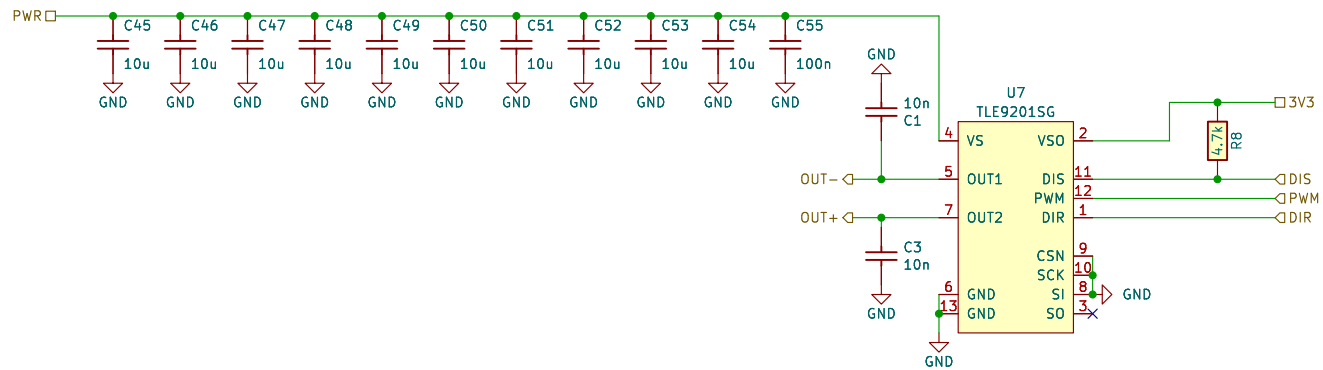 PWR
C45 C46 C47 C48 C49 C50 C51 C52 C53 C54 C55
10u 10u 10u 10u 10u 10u 10u 10u 10u 10u 100n
GND GND GND GND GND GND GND GND GND GND GND
GND
10n
C1
U7
TLE9201SG
4 VS VSO 2
3V3
4.7k
R8
OUT- 5 OUT1 DIS 11 DIS
PWM 12 PWM
OUT+ 7 OUT2 DIR 1 DIR
C3
10n
GND
CSN 9
SCK 10
6 GND SI 8 GND
13 GND SO 3
GND